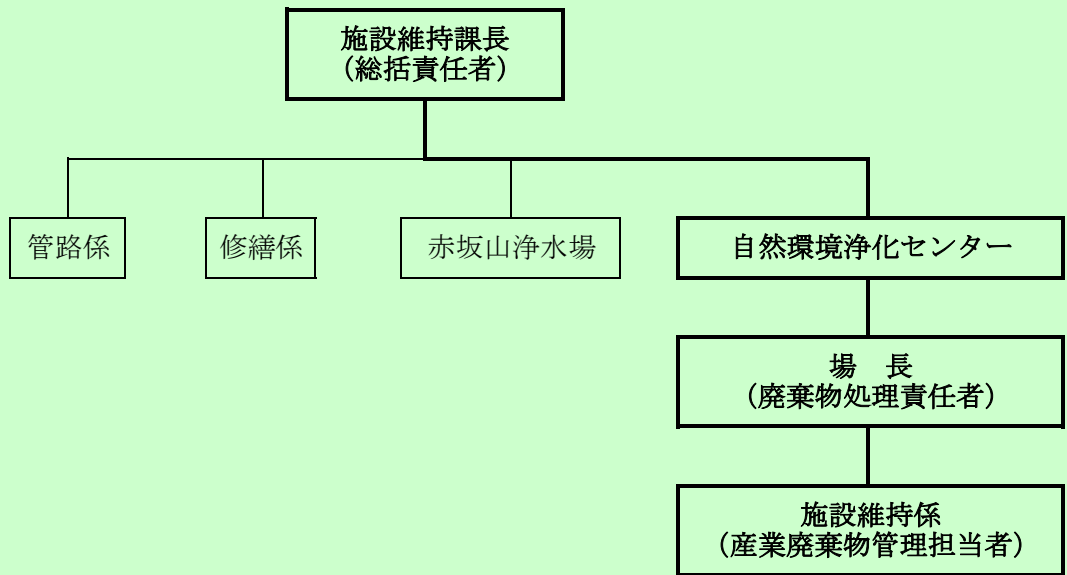 施設維持課長
（総括責任者）
管路係
修繕係
赤坂山浄水場
自然環境浄化センター
場　長
（廃棄物処理責任者）
施設維持係
（産業廃棄物管理担当者）